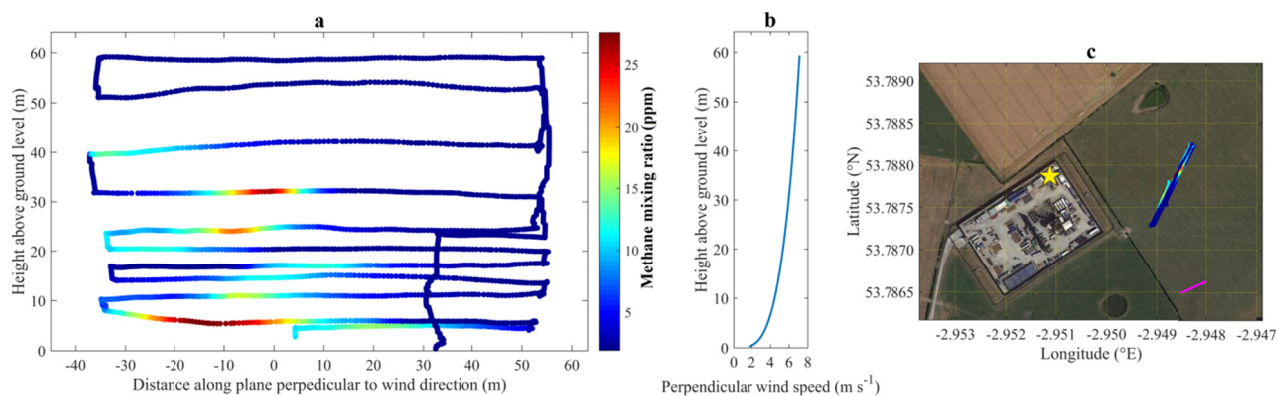 a
60
50
40
30
20
10
0
Height above ground level (m)
-40 -30 -20 -10 0 10 20 30 40 50 60
Distance along plane perpedicular to wind direction (m)
25
20
15
10
5
Methane mixing ratio (ppm)
b
60
50
40
30
20
10
0
Height above ground level (m)
0 2 4 6 8
Perpendicular wind speed (m s⁻¹)
c
53.7890
53.7885
53.7880
53.7875
53.7870
53.7865
Latitude (°N)
-2.953 -2.952 -2.951 -2.950 -2.949 -2.948 -2.947
Longitude (°E)